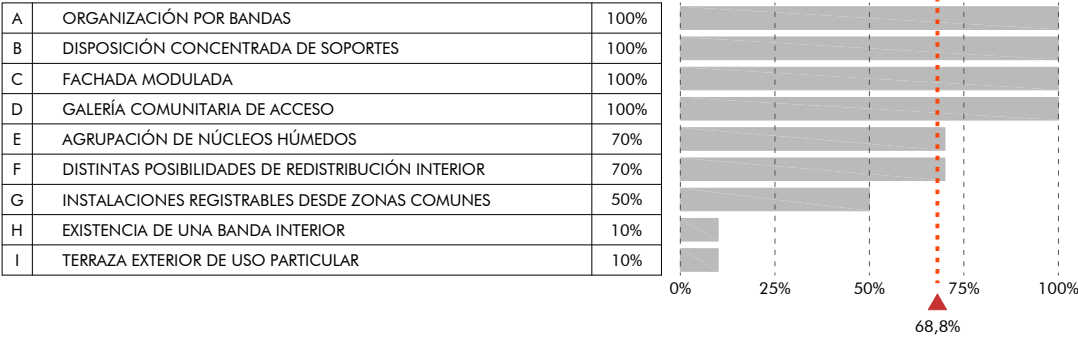 A ORGANIZACIÓN POR BANDAS 100%
B DISPOSICIÓN CONCENTRADA DE SOPORTES 100%
C FACHADA MODULADA 100%
D GALERÍA COMUNITARIA DE ACCESO 100%
E AGRUPACIÓN DE NÚCLEOS HÚMEDOS 70%
F DISTINTAS POSIBILIDADES DE REDISTRIBUCIÓN INTERIOR 70%
G INSTALACIONES REGISTRABLES DESDE ZONAS COMUNES 50%
H EXISTENCIA DE UNA BANDA INTERIOR 10%
I TERRAZA EXTERIOR DE USO PARTICULAR 10%
0% 25% 50% 75% 100%
68,8%